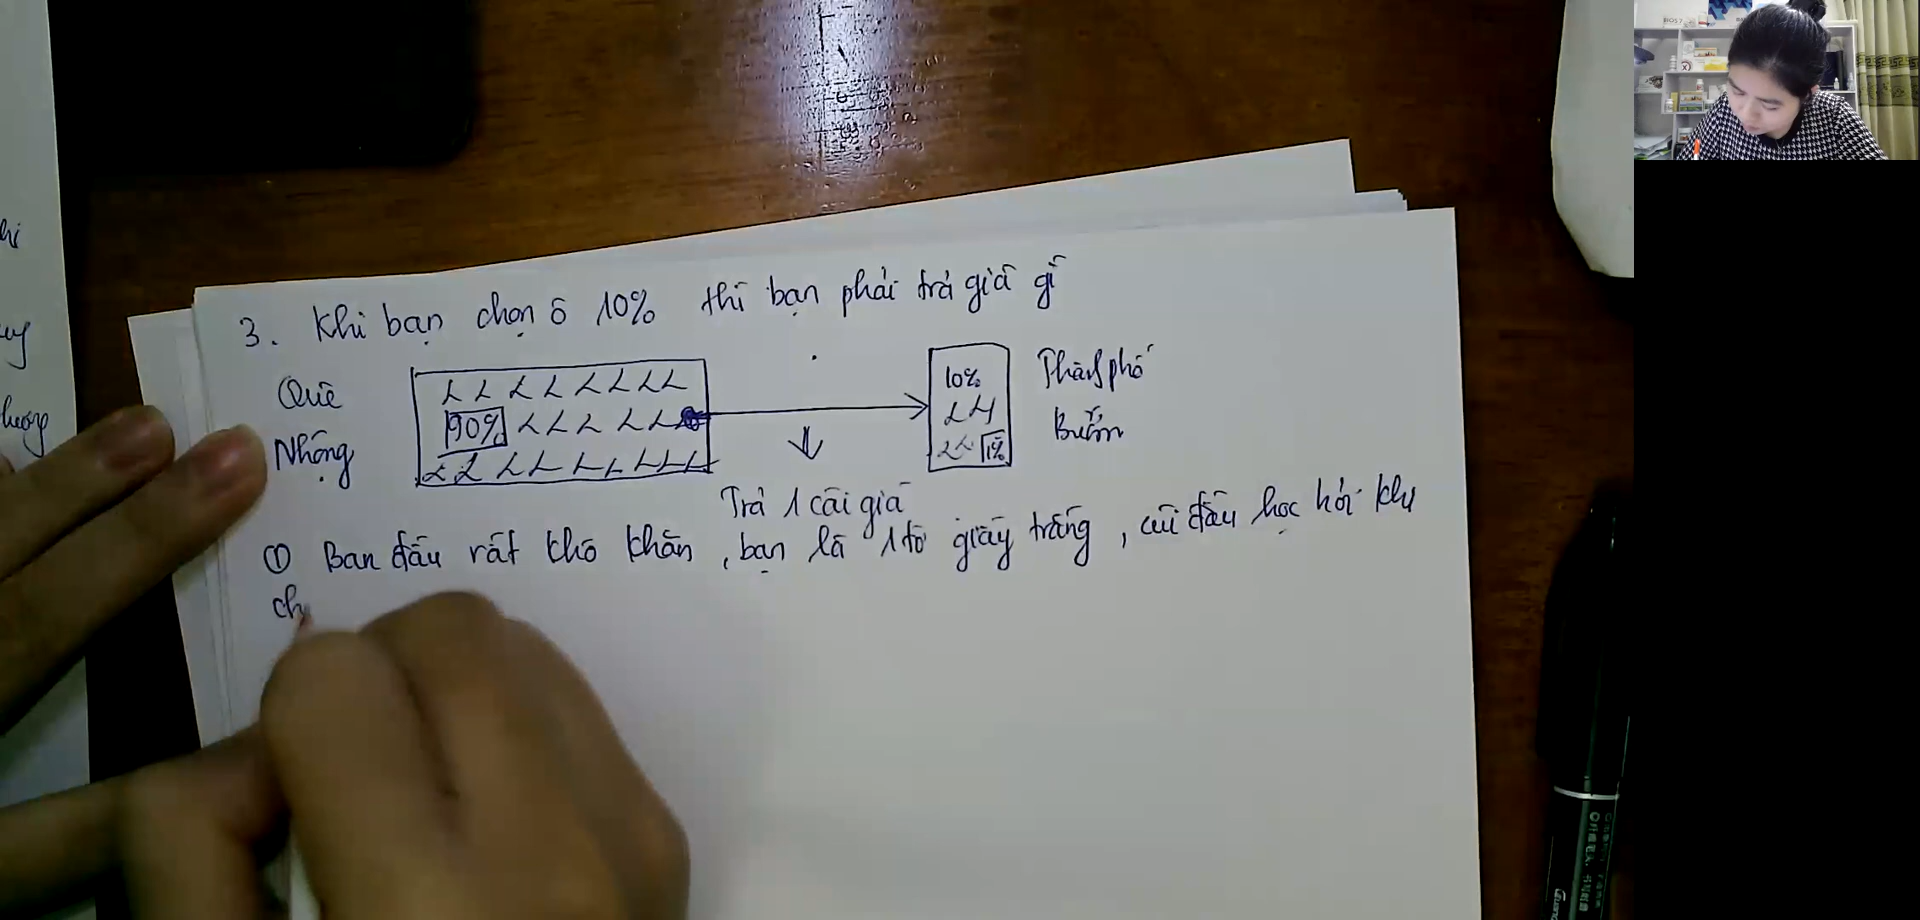 3. Khi bạn chọn ô 10% thì bạn phải trả giá gì
Quê
Nhộng
90%
10%
1%
Thành phố
Bướm
Trả 1 cái giá
① Ban đầu rất khó khăn, bạn là 1 tờ giấy trắng, cúi đầu học hỏi khi
ch